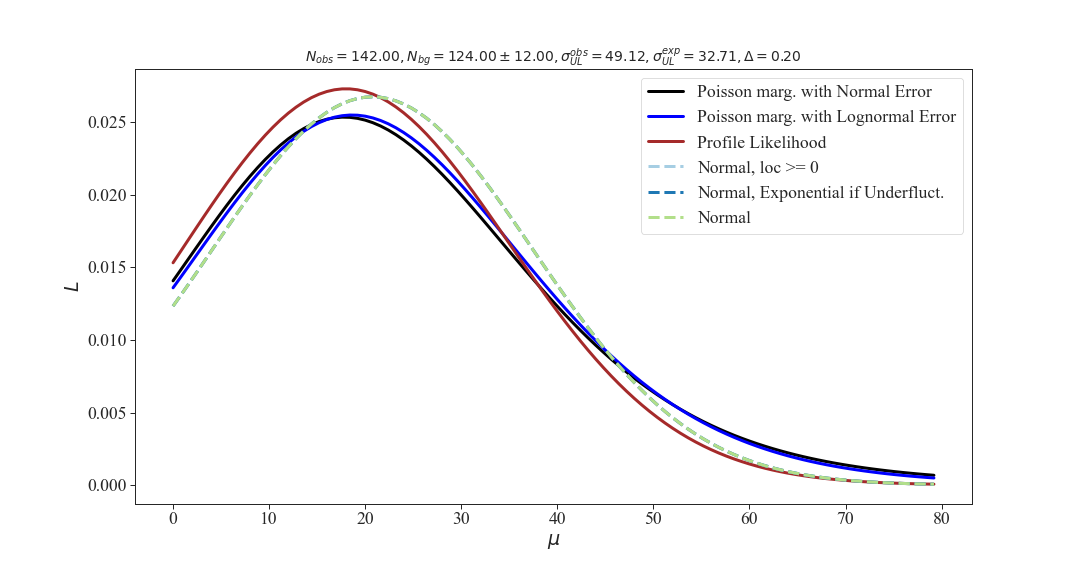 N_obs = 142.00, N_bg = 124.00 ± 12.00, σ_UL^obs = 49.12, σ_UL^exp = 32.71, Δ = 0.20
Poisson marg. with Normal Error
Poisson marg. with Lognormal Error
Profile Likelihood
Normal, loc >= 0
Normal, Exponential if Underfluct.
Normal
0.025
0.020
0.015
0.010
0.005
0.000
L
0 10 20 30 40 50 60 70 80
μ